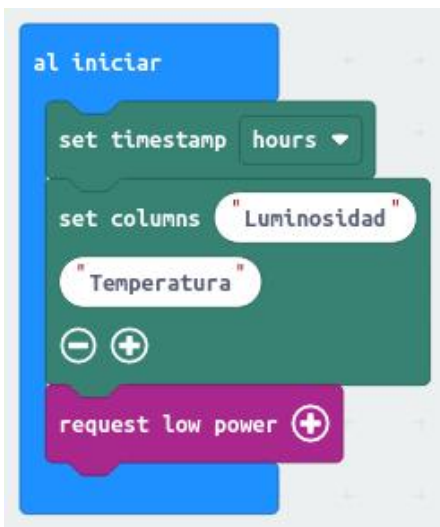 al iniciar
set timestamp hours
set columns "Luminosidad"
"Temperatura"
request low power